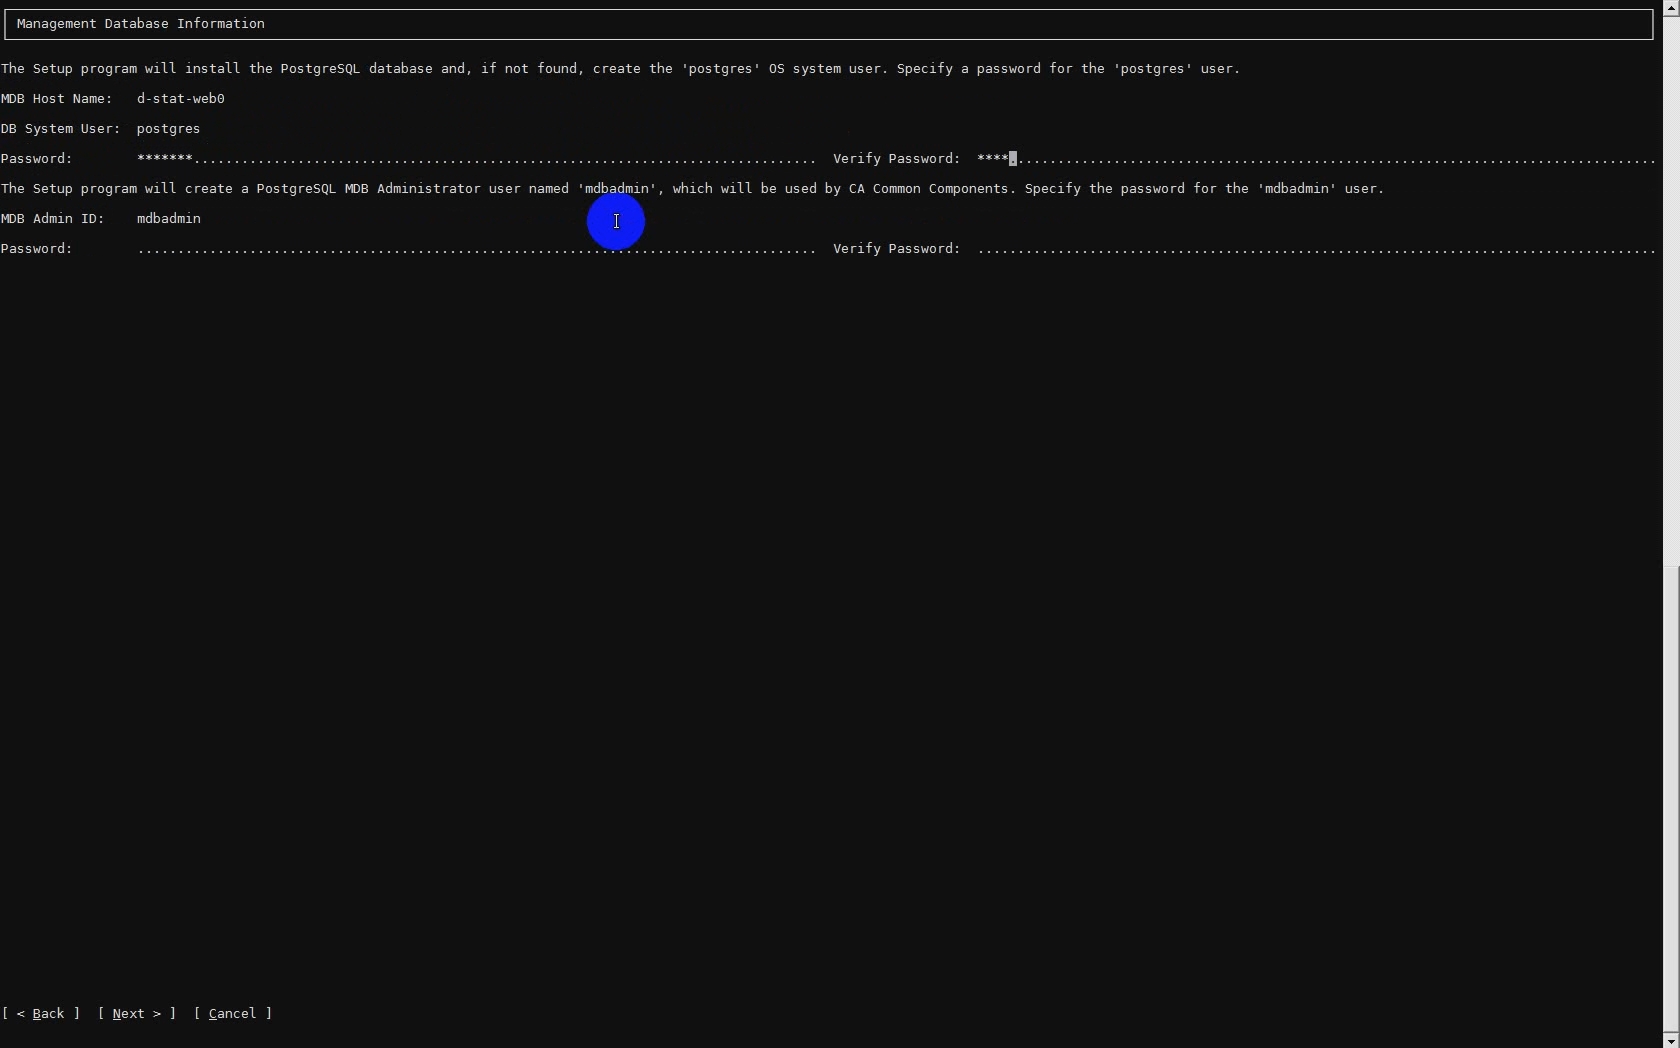 Management Database Information
The Setup program will install the PostgreSQL database and, if not found, create the 'postgres' OS system user. Specify a password for the 'postgres' user.
MDB Host Name: d-stat-web0
DB System User: postgres
Password: *******..................................................................................... Verify Password: ****.................................................................................
The Setup program will create a PostgreSQL MDB Administrator user named 'mdbadmin', which will be used by CA Common Components. Specify the password for the 'mdbadmin' user.
MDB Admin ID: mdbadmin
Password: ..................................................................................... Verify Password: .....................................................................................
[ < Back ] [ Next > ] [ Cancel ]